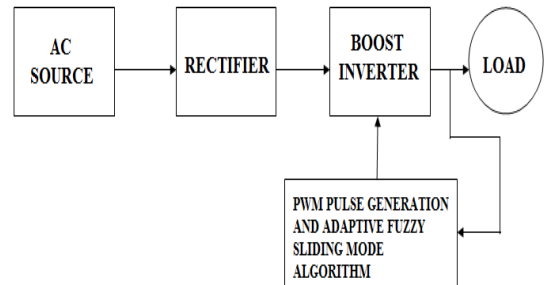 AC
SOURCE
RECTIFIER
BOOST
INVERTER
LOAD
PWM PULSE GENERATION
AND ADAPTIVE FUZZY
SLIDING MODE
ALGORITHM